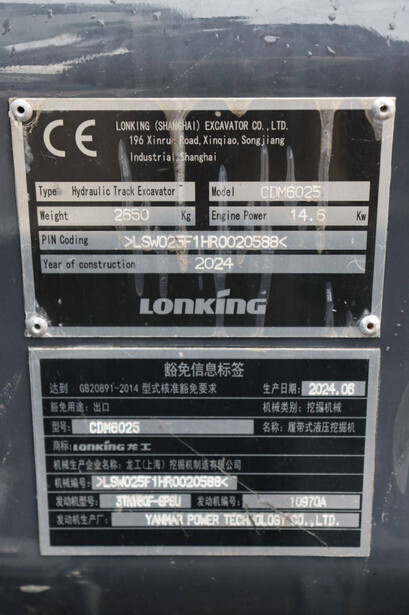 CE
LONKING (SHANGHAI) EXCAVATOR CO., LTD.
196 Xinru Road, Xinqiao, Songjiang
Industrial, Shanghai
Type Hydraulic Track Excavator Model CDM6025
Weight 2650 Kg Engine Power 14.6 Kw
PIN Coding >LSW025F1HR0020588<
Year of construction 2024
LONKING
豁免信息标签
达到 GB20891-2014 型式核准豁免要求 生产日期: 2024.06
豁免用途: 出口 机械类别: 挖掘机械
型号: CDM6025 名称: 履带式液压挖掘机
商标: LONKING 龙工
机械生产企业名称: 龙工(上海)挖掘机制造有限公司
机械编号: >LSW025F1HR0020588<
发动机型号: 发动机编号: 10970A
发动机生产厂: YANMAR POWER TECHNOLOGY CO., LTD.